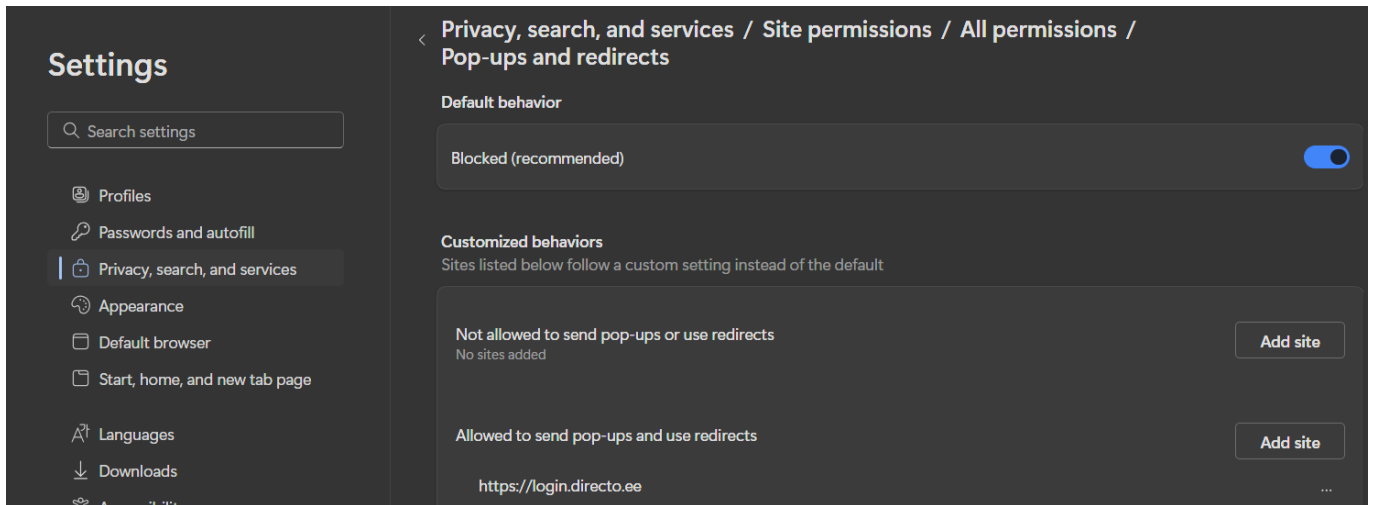 Settings
Search settings
Profiles
Passwords and autofill
Privacy, search, and services
Appearance
Default browser
Start, home, and new tab page
Languages
Downloads
Privacy, search, and services / Site permissions / All permissions /
Pop-ups and redirects
Default behavior
Blocked (recommended)
Customized behaviors
Sites listed below follow a custom setting instead of the default
Not allowed to send pop-ups or use redirects
No sites added
Add site
Allowed to send pop-ups and use redirects
Add site
https://login.directo.ee
...